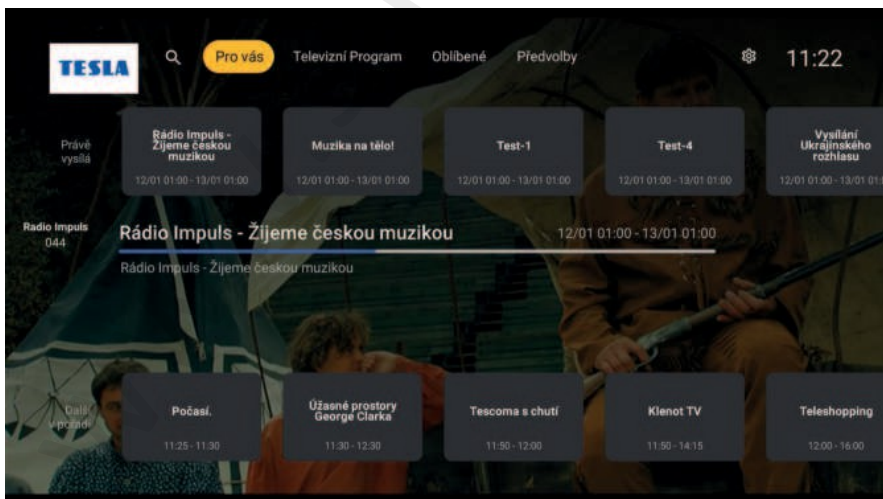 TESLA
Pro vás
Televizní Program
Oblíbené
Předvolby
11:22
Právě
vysílá
Rádio Impuls -
Žijeme českou
muzikou
12/01 01:00 - 13/01 01:00
Muzika na tělo!
12/01 01:00 - 13/01 01:00
Test-1
12/01 01:00 - 13/01 01:00
Test-4
12/01 01:00 - 13/01 01:00
Vysílání
Ukrajinského
rozhlasu
12/01 01:00 - 13/01 01:
Radio Impuls
044
Rádio Impuls - Žijeme českou muzikou
12/01 01:00 - 13/01 01:00
Rádio Impuls - Žijeme českou muzikou
Další
v pořadí
Počasí.
11:25 - 11:30
Úžasné prostory
George Clarka
11:30 - 12:30
Tescoma s chutí
11:50 - 12:00
Klenot TV
11:50 - 14:15
Teleshopping
12:00 - 16:00